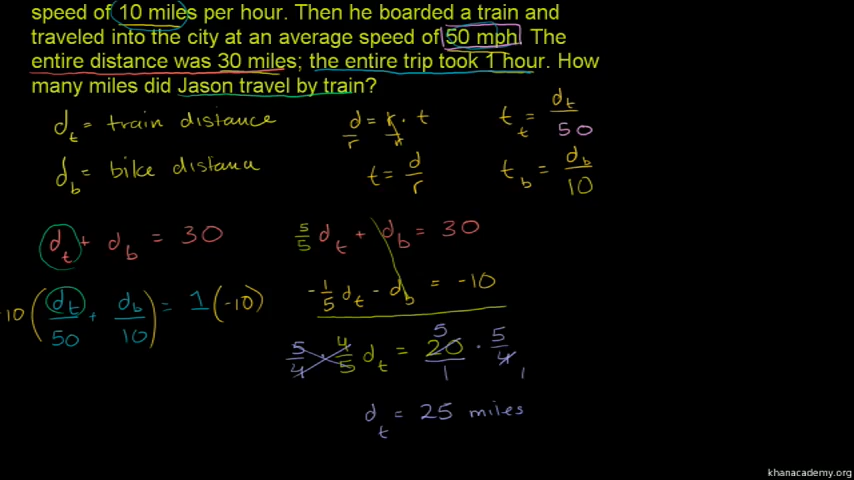 speed of 10 miles per hour. Then he boarded a train and
traveled into the city at an average speed of 50 mph. The
entire distance was 30 miles; the entire trip took 1 hour. How
many miles did Jason travel by train?
d_t = train distance
d_b = bike distance
d/r = r/r · t
t = d/r
t_t = d_t/50
t_b = d_b/10
d_t + d_b = 30
-10 (d_t/50 + d_b/10) = 1 (-10)
5/5 d_t + d_b = 30
-1/5 d_t - d_b = -10
5/4 · 4/5 d_t = 20/1 · 5/4
5
1
d_t = 25 miles
khanacademy.org